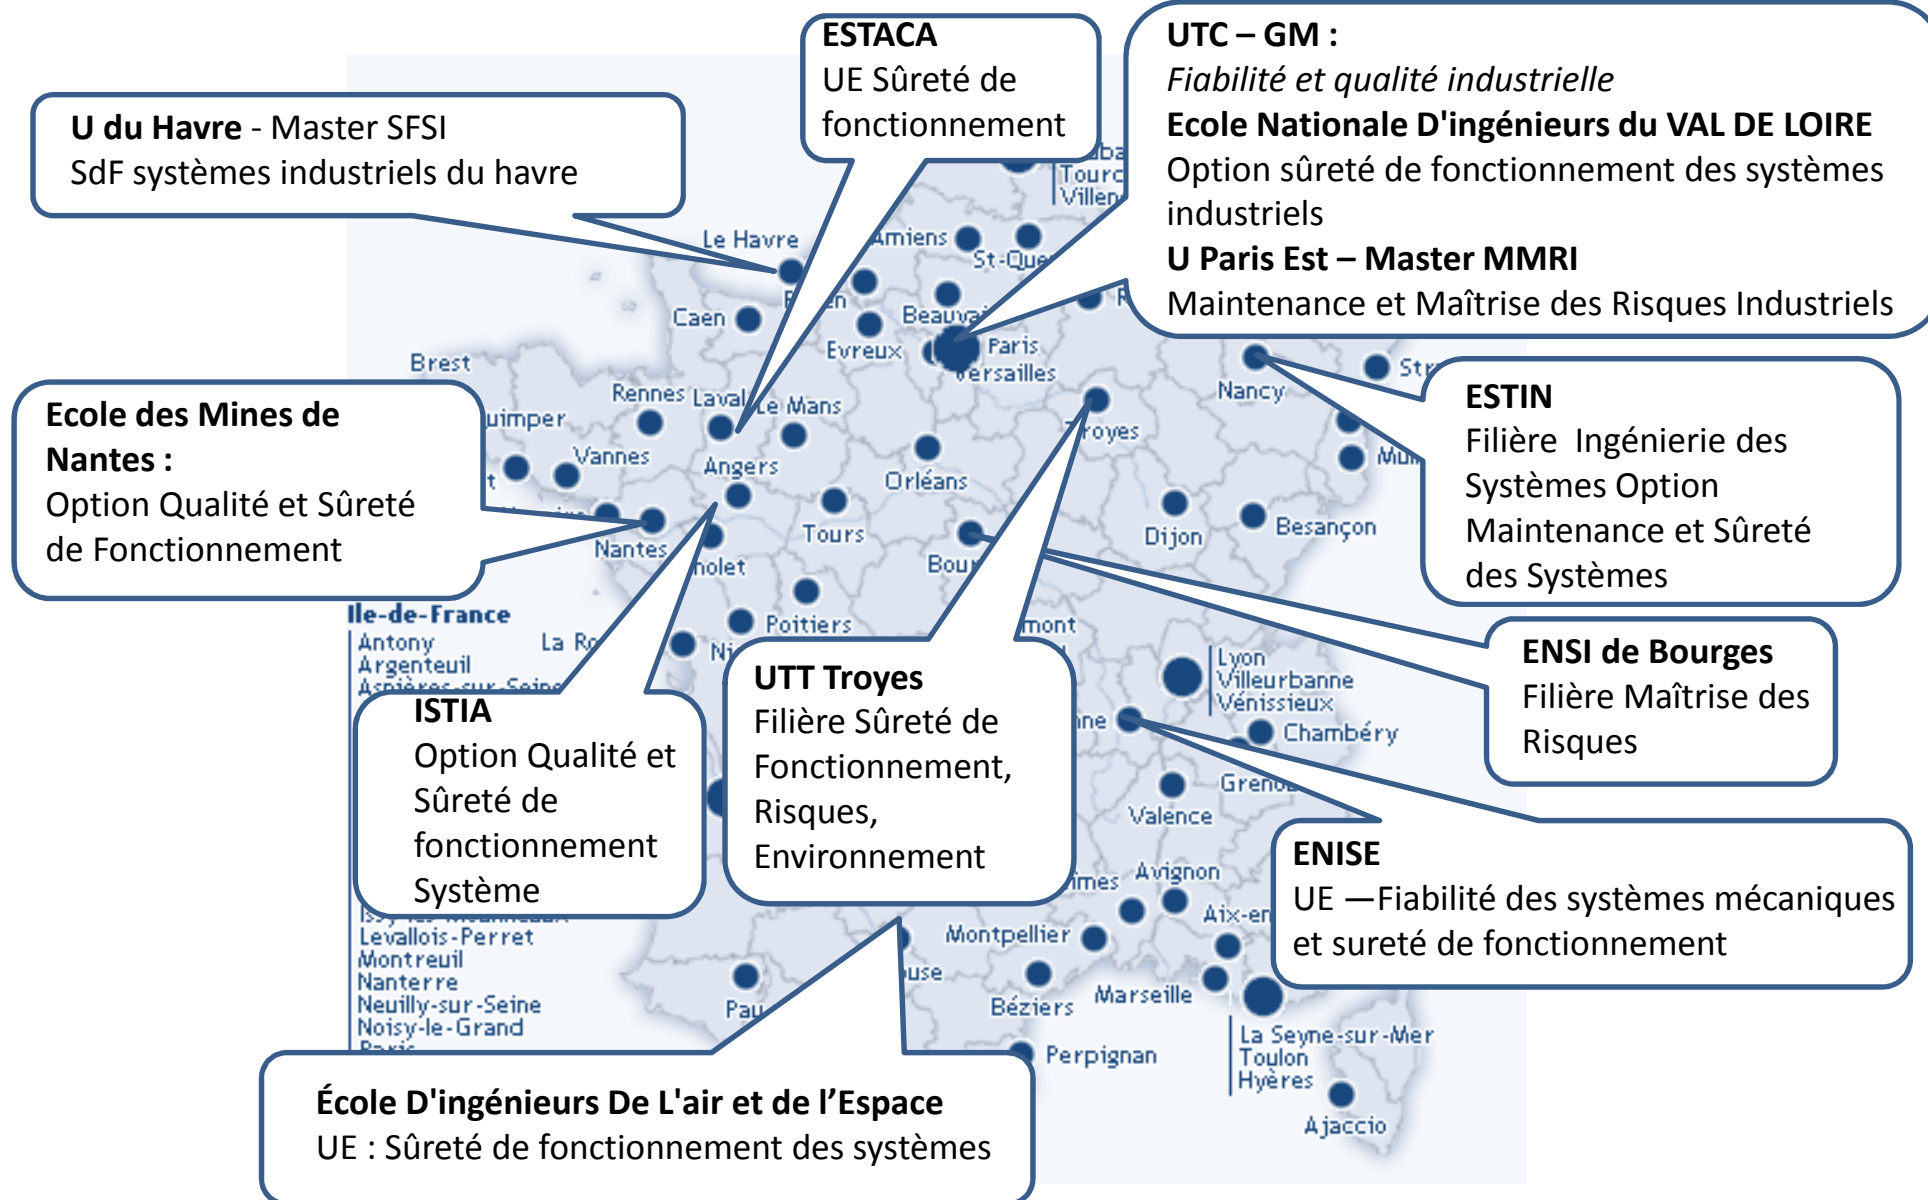 ESTACA
UE Sûreté de
fonctionnement
UTC – GM :
Fiabilité et qualité industrielle
Ecole Nationale D'ingénieurs du VAL DE LOIRE
Option sûreté de fonctionnement des systèmes
industriels
U Paris Est – Master MMRI
Maintenance et Maîtrise des Risques Industriels
U du Havre - Master SFSI
SdF systèmes industriels du havre
Le Havre
Amiens
Caen
Evreux
Paris
Versailles
Brest
Rennes
Laval
Le Mans
Nancy
Troyes
Vannes
Angers
Orléans
Ecole des Mines de
Nantes :
Option Qualité et Sûreté
de Fonctionnement
ESTIN
Filière Ingénierie des
Systèmes Option
Maintenance et Sûreté
des Systèmes
Nantes
Tours
Dijon
Besançon
Ile-de-France
Antony
Argenteuil
Asnières-sur-Seine
Poitiers
Lyon
Villeurbanne
Vénissieux
Chambéry
ENSI de Bourges
Filière Maîtrise des
Risques
ISTIA
Option Qualité et
Sûreté de
fonctionnement
Système
UTT Troyes
Filière Sûreté de
Fonctionnement,
Risques,
Environnement
Valence
ENISE
UE —Fiabilité des systèmes mécaniques
et sureté de fonctionnement
Avignon
Levallois-Perret
Montreuil
Nanterre
Neuilly-sur-Seine
Noisy-le-Grand
Paris
Montpellier
Béziers
Marseille
Pau
Perpignan
La Seyne-sur-Mer
Toulon
Hyères
Ajaccio
École D'ingénieurs De L'air et de l’Espace
UE : Sûreté de fonctionnement des systèmes